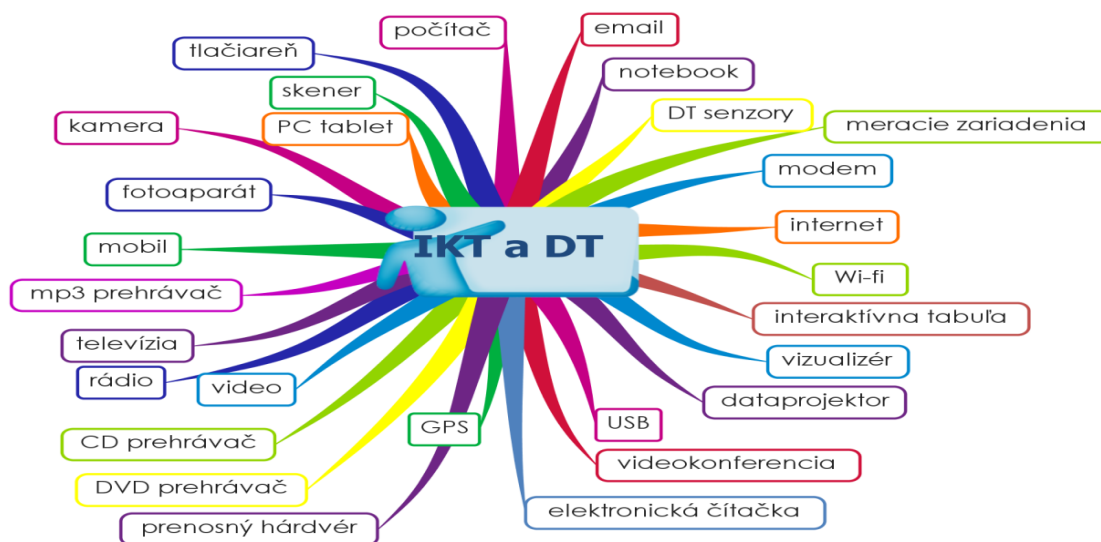 počítač
email
tlačiareň
notebook
skener
DT senzory
kamera
PC tablet
meracie zariadenia
modem
fotoaparát
internet
mobil
IKT a DT
Wi-fi
mp3 prehrávač
interaktívna tabuľa
televízia
vizualizér
rádio
video
dataprojektor
GPS
USB
CD prehrávač
videokonferencia
DVD prehrávač
elektronická čítačka
prenosný hárdvér